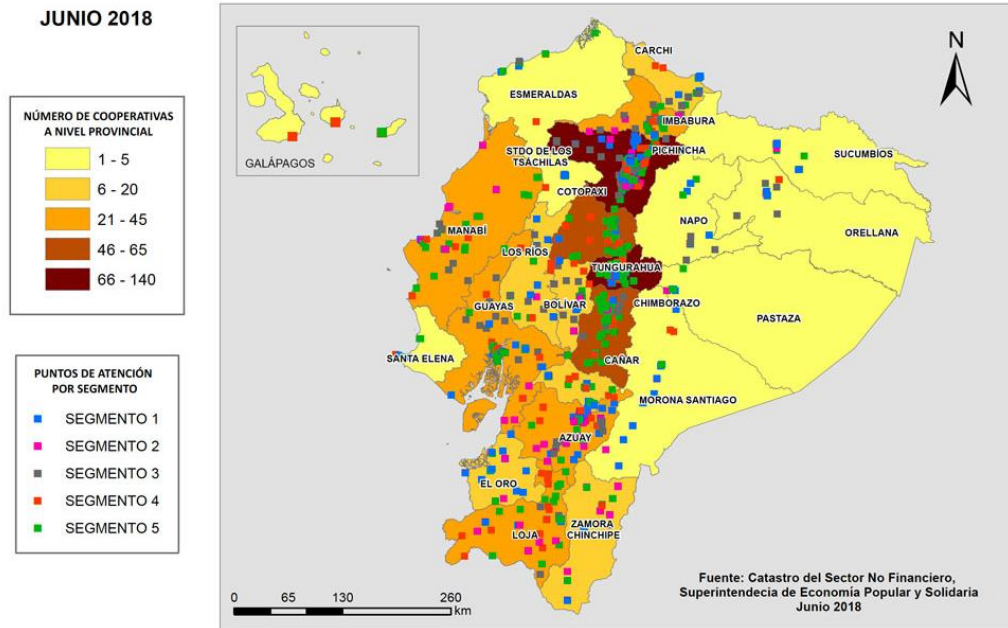 JUNIO 2018
NÚMERO DE COOPERATIVAS
A NIVEL PROVINCIAL
1 - 5
6 - 20
21 - 45
46 - 65
66 - 140
PUNTOS DE ATENCIÓN
POR SEGMENTO
SEGMENTO 1
SEGMENTO 2
SEGMENTO 3
SEGMENTO 4
SEGMENTO 5
GALÁPAGOS
N
CARCHI
ESMERALDAS
IMBABURA
STDO DE LOS
TSÁCHILAS
PICHINCHA
SUCUMBÍOS
COTOPAXI
NAPO
ORELLANA
MANABÍ
LOS RÍOS
TUNGURAHUA
GUAYAS
BOLÍVAR
CHIMBORAZO
PASTAZA
SANTA ELENA
CAÑAR
MORONA SANTIAGO
AZUAY
EL ORO
LOJA
ZAMORA
CHINCHIPE
0 65 130 260
km
Fuente: Catastro del Sector No Financiero,
Superintendecia de Economía Popular y Solidaria
Junio 2018